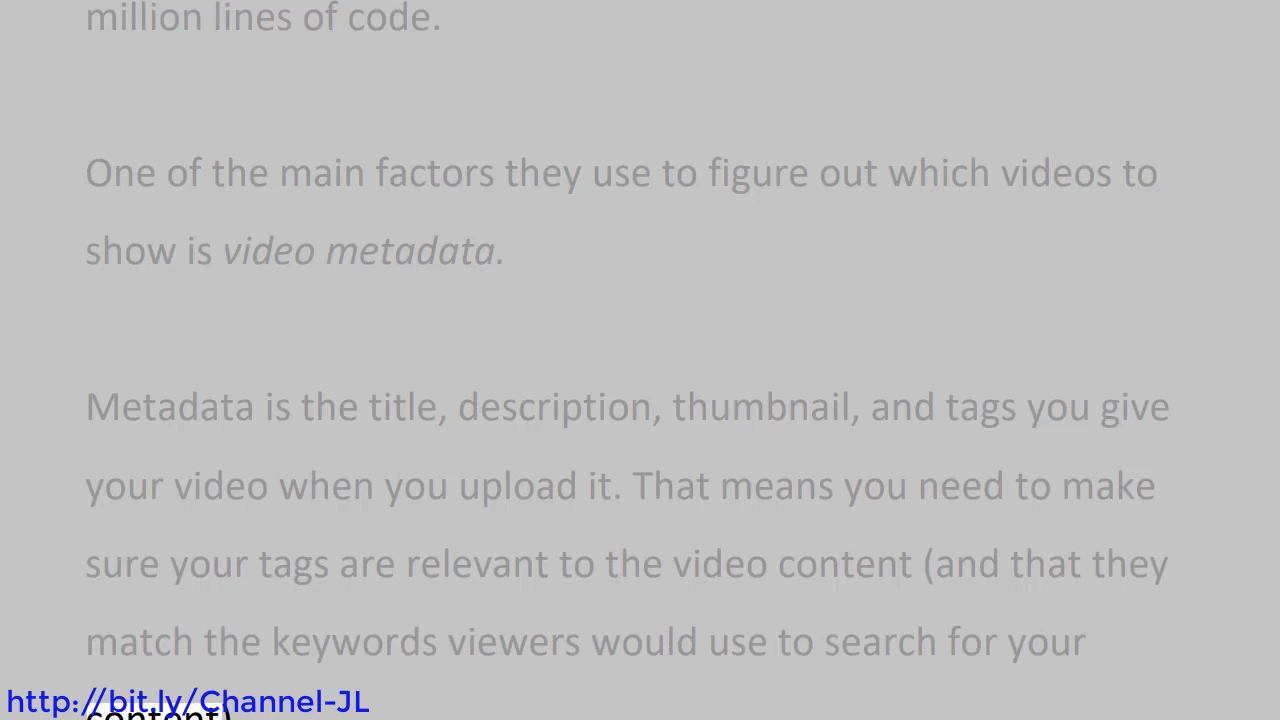 million lines of code.
One of the main factors they use to figure out which videos to
show is video metadata.
Metadata is the title, description, thumbnail, and tags you give
your video when you upload it. That means you need to make
sure your tags are relevant to the video content (and that they
match the keywords viewers would use to search for your
http://bit.ly/Channel-JL
content)